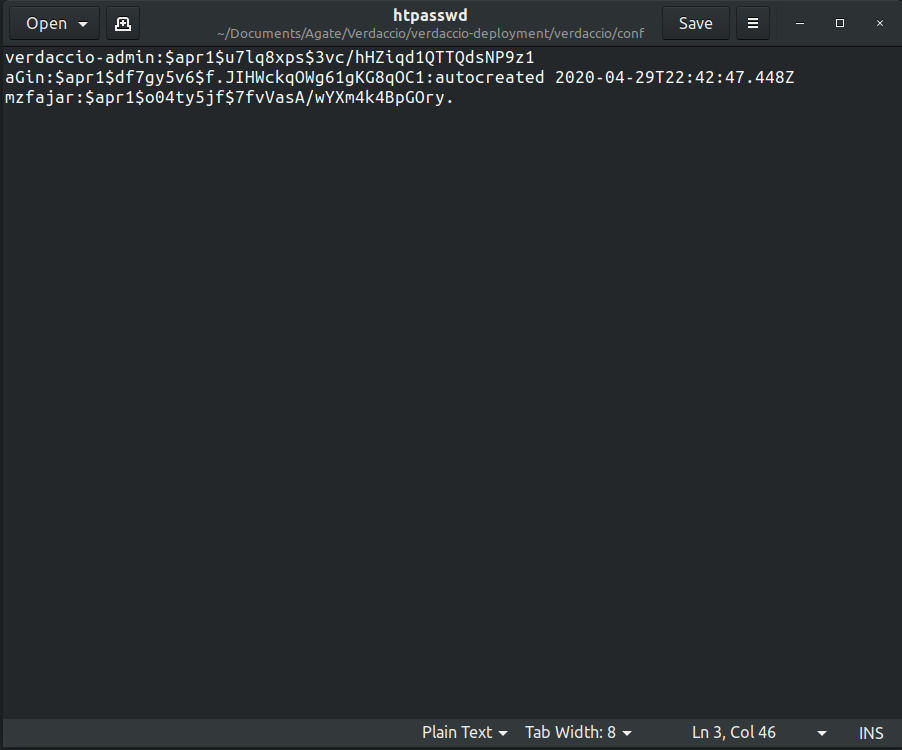 Open
htpasswd
~/Documents/Agate/Verdaccio/verdaccio-deployment/verdaccio/conf
Save
verdaccio-admin:$apr1$u7lq8xps$3vc/hHZiqd1QTTQdsNP9z1
aGin:$apr1$df7gy5v6$f.JIHWckqOWg61gKG8qOC1:autocreated 2020-04-29T22:42:47.448Z
mzfajar:$apr1$o04ty5jf$7fvVasA/wYXm4k4BpGOry.
Plain Text
Tab Width: 8
Ln 3, Col 46
INS